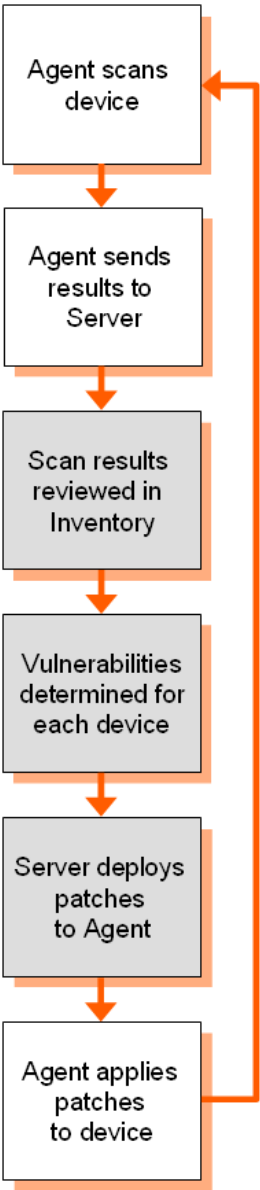 Agent scans
device
Agent sends
results to
Server
Scan results
reviewed in
Inventory
Vulnerabilities
determined for
each device
Server deploys
patches
to Agent
Agent applies
patches
to device